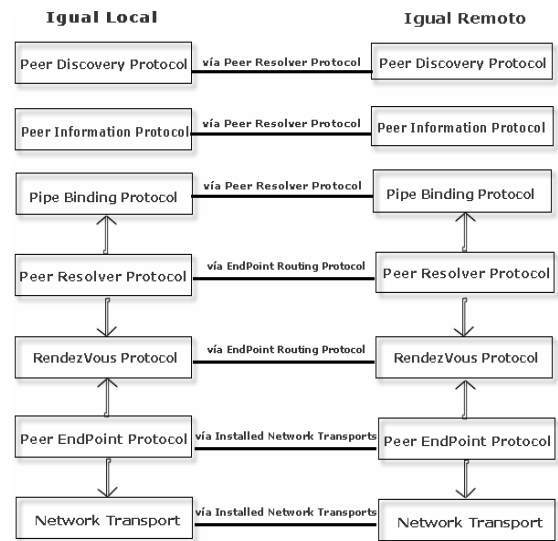 Igual Local Igual Remoto
Peer Discovery Protocol vía Peer Resolver Protocol Peer Discovery Protocol
Peer Information Protocol vía Peer Resolver Protocol Peer Information Protocol
Pipe Binding Protocol vía Peer Resolver Protocol Pipe Binding Protocol
Peer Resolver Protocol vía EndPoint Routing Protocol Peer Resolver Protocol
RendezVous Protocol vía EndPoint Routing Protocol RendezVous Protocol
Peer EndPoint Protocol vía Installed Network Transports Peer EndPoint Protocol
Network Transport vía Installed Network Transports Network Transport